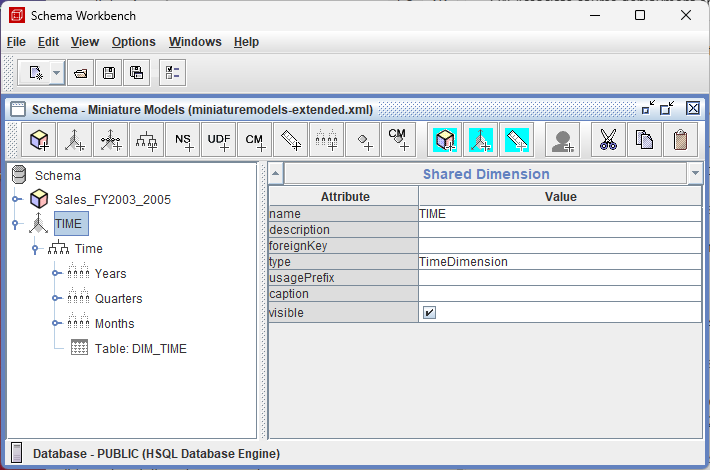 Schema Workbench
File Edit View Options Windows Help
Schema - Miniature Models (miniaturemodels-extended.xml)
NS UDF CM CM
Schema
Sales_FY2003_2005
TIME
Time
Years
Quarters
Months
Table: DIM_TIME
Shared Dimension
Attribute Value
name TIME
description
foreignKey
type TimeDimension
usagePrefix
caption
visible
Database - PUBLIC (HSQL Database Engine)